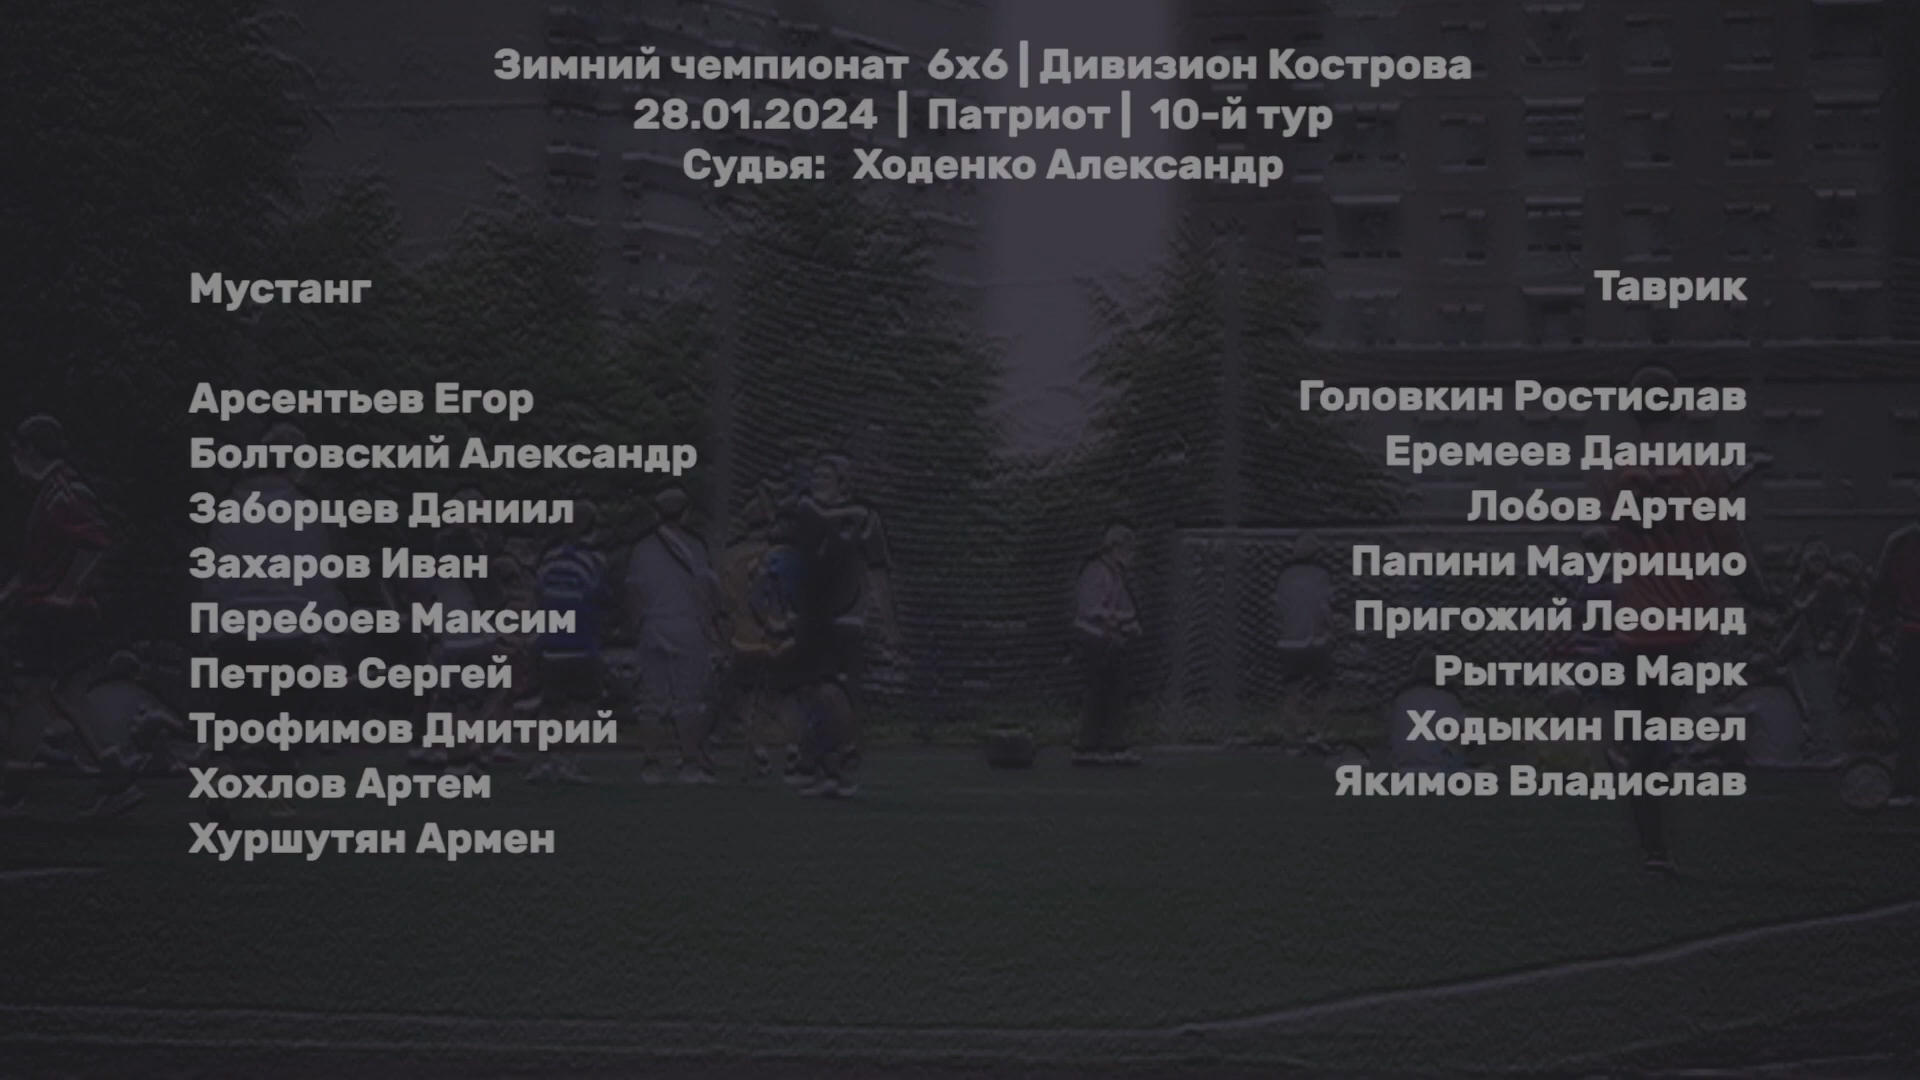 Зимний чемпионат 6х6 | Дивизион Кострова
28.01.2024 | Патриот | 10-й тур
Судья: Ходенко Александр
Мустанг
Арсентьев Егор
Болтовский Александр
Заборцев Даниил
Захаров Иван
Перебоев Максим
Петров Сергей
Трофимов Дмитрий
Хохлов Артем
Хуршутян Армен
Таврик
Головкин Ростислав
Еремеев Даниил
Лобов Артем
Папини Маурицио
Пригожий Леонид
Рытиков Марк
Ходыкин Павел
Якимов Владислав